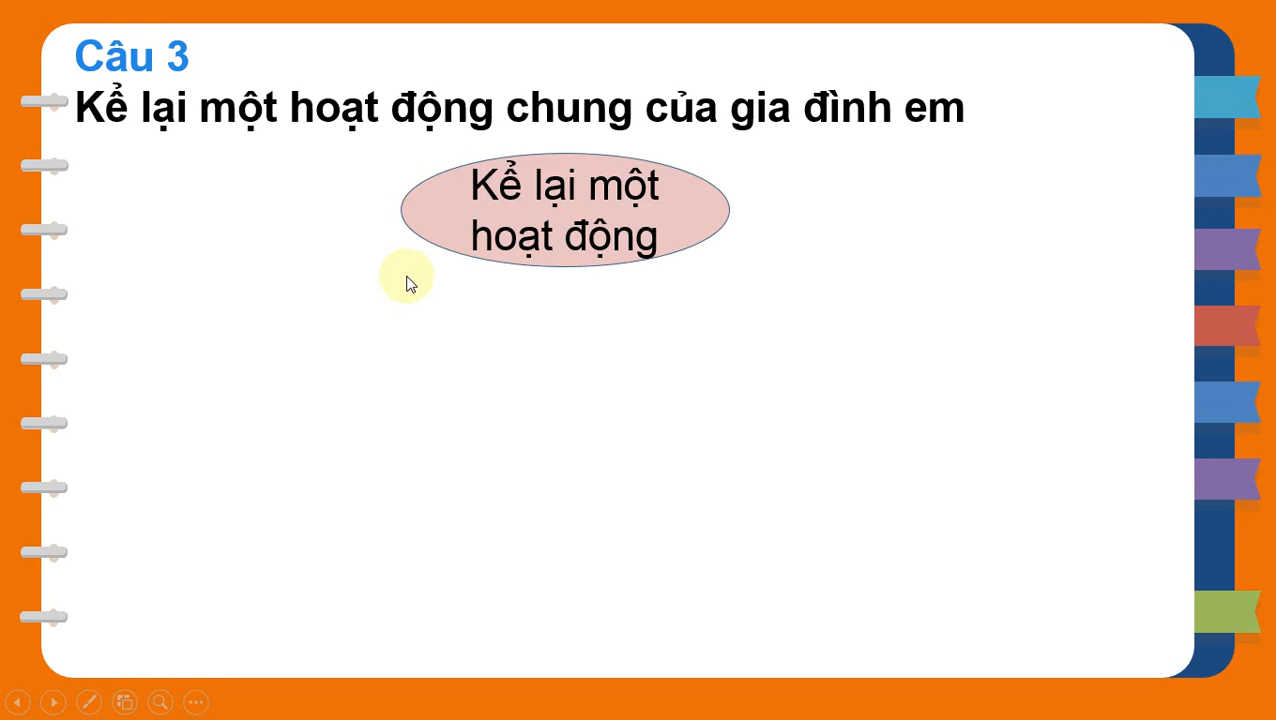 Câu 3
Kể lại một hoạt động chung của gia đình em
Kể lại một
hoạt động